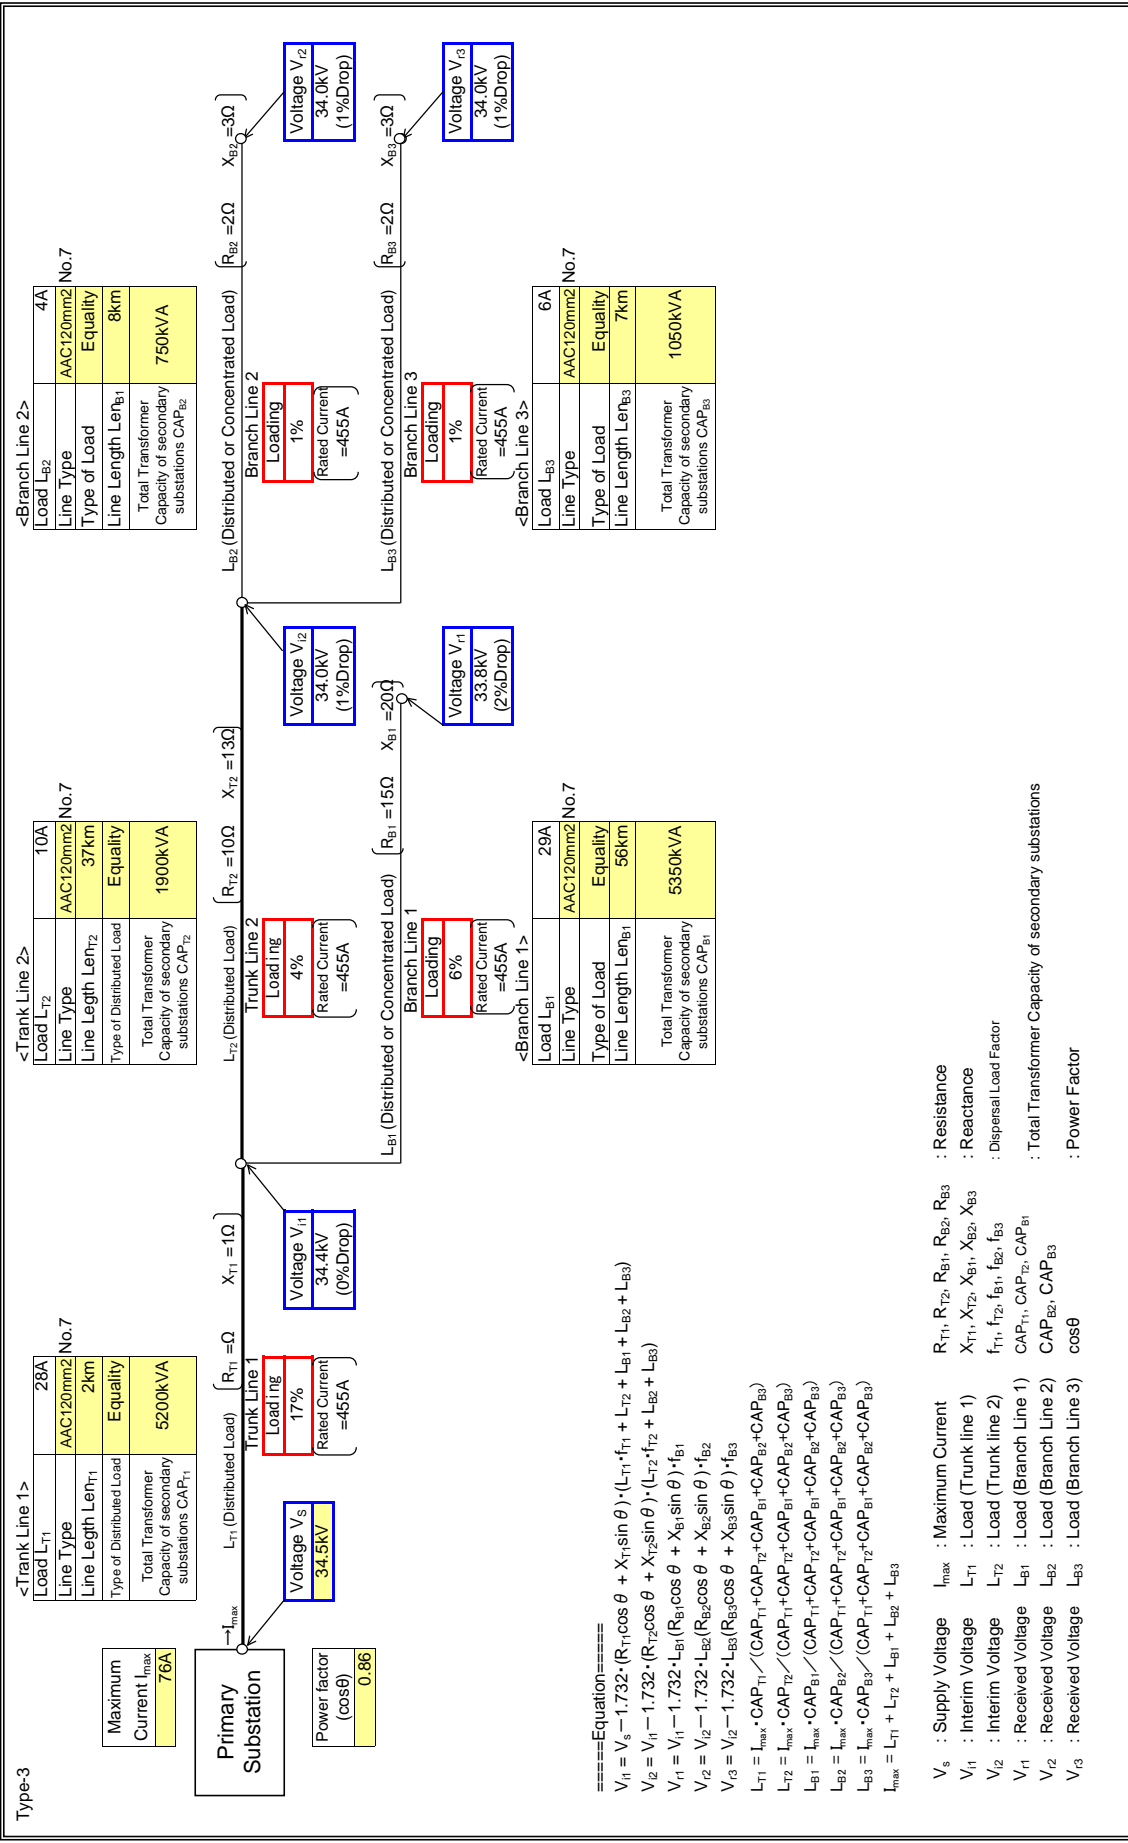 Type-3
Maximum
Current Imax
76A
Primary
Substation
Power factor
(cosθ)
0.86
→Imax
Voltage VS
34.5kV
<Trank Line 1>
Load LT1 28A
Line Type AAC120mm2 No.7
Line Legth LenT1 2km
Type of Distributed Load Equality
Total Transformer
Capacity of secondary
substations CAPT1
5200kVA
LT1 (Distributed Load) RT1 =Ω XT1 =1Ω
Trunk Line 1
Loading
17%
Rated Current
=455A
Voltage Vi1
34.4kV
(0%Drop)
<Trank Line 2>
Load LT2 10A
Line Type AAC120mm2 No.7
Line Legth LenT2 37km
Type of Distributed Load Equality
Total Transformer
Capacity of secondary
substations CAPT2
1900kVA
LT2 (Distributed Load) RT2 =10Ω XT2 =13Ω
Trunk Line 2
Loading
4%
Rated Current
=455A
Voltage Vi2
34.0kV
(1%Drop)
LB1 (Distributed or Concentrated Load) RB1 =15Ω XB1 =20Ω
Branch Line 1
Loading
6%
Rated Current
=455A
Voltage Vr1
33.8kV
(2%Drop)
<Branch Line 1>
Load LB1 29A
Line Type AAC120mm2 No.7
Type of Load Equality
Line Length LenB1 56km
Total Transformer
Capacity of secondary
substations CAPB1
5350kVA
<Branch Line 2>
Load LB2 4A
Line Type AAC120mm2 No.7
Type of Load Equality
Line Length LenB1 8km
Total Transformer
Capacity of secondary
substations CAPB2
750kVA
LB2 (Distributed or Concentrated Load) RB2 =2Ω XB2 =3Ω
Branch Line 2
Loading
1%
Rated Current
=455A
Voltage Vr2
34.0kV
(1%Drop)
LB3 (Distributed or Concentrated Load) RB3 =2Ω XB3 =3Ω
Branch Line 3
Loading
1%
Rated Current
=455A
Voltage Vr3
34.0kV
(1%Drop)
<Branch Line 3>
Load LB3 6A
Line Type AAC120mm2 No.7
Type of Load Equality
Line Length LenB3 7km
Total Transformer
Capacity of secondary
substations CAPB3
1050kVA
=====Equation=====
Vi1 = Vs－1.732・(RT1cos θ + XT1sin θ)・(LT1・fT1 + LT2 + LB1 + LB2 + LB3)
Vi2 = Vi1－1.732・(RT2cos θ + XT2sin θ)・(LT2・fT2 + LB2 + LB3)
Vr1 = Vi1－1.732・LB1(RB1cos θ + XB1sin θ)・fB1
Vr2 = Vi2－1.732・LB2(RB2cos θ + XB2sin θ)・fB2
Vr3 = Vi2－1.732・LB3(RB3cos θ + XB3sin θ)・fB3
LT1 = Imax・CAPT1／(CAPT1+CAPT2+CAPB1+CAPB2+CAPB3)
LT2 = Imax・CAPT2／(CAPT1+CAPT2+CAPB1+CAPB2+CAPB3)
LB1 = Imax・CAPB1／(CAPT1+CAPT2+CAPB1+CAPB2+CAPB3)
LB2 = Imax・CAPB2／(CAPT1+CAPT2+CAPB1+CAPB2+CAPB3)
LB3 = Imax・CAPB3／(CAPT1+CAPT2+CAPB1+CAPB2+CAPB3)
Imax = LT1 + LT2 + LB1 + LB2 + LB3
Vs : Supply Voltage Imax : Maximum Current RT1, RT2, RB1, RB2, RB3 : Resistance
Vi1 : Interim Voltage LT1 : Load (Trunk line 1) XT1, XT2, XB1, XB2, XB3 : Reactance
Vi2 : Interim Voltage LT2 : Load (Trunk line 2) fT1, fT2, fB1, fB2, fB3 : Dispersal Load Factor
Vr1 : Received Voltage LB1 : Load (Branch Line 1) CAPT1, CAPT2, CAPB1 : Total Transformer Capacity of secondary substations
Vr2 : Received Voltage LB2 : Load (Branch Line 2) CAPB2, CAPB3
Vr3 : Received Voltage LB3 : Load (Branch Line 3) cosθ : Power Factor